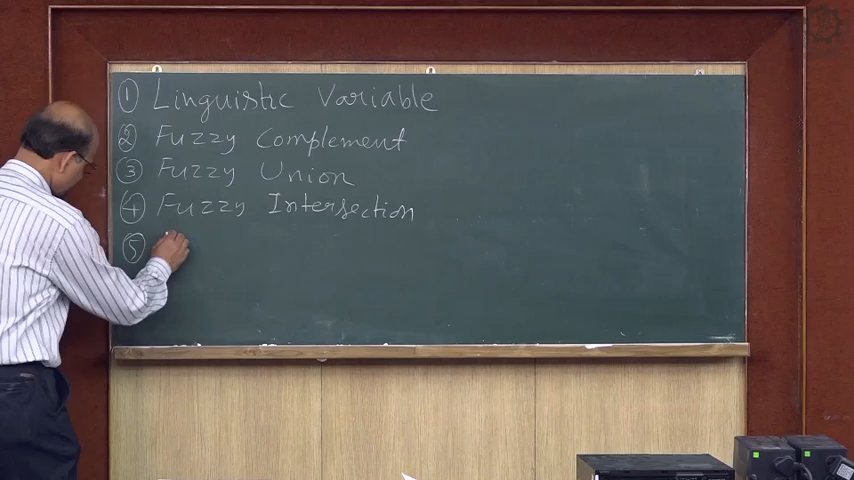 ① Linguistic Variable
② Fuzzy Complement
③ Fuzzy Union
④ Fuzzy Intersection
⑤